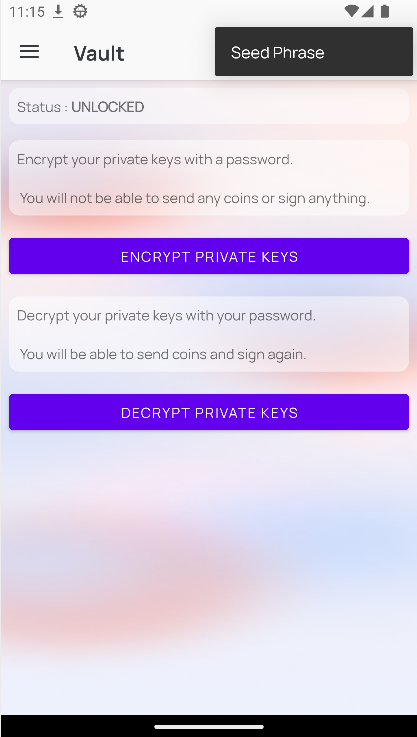 11:15
Vault
Seed Phrase
Status : UNLOCKED
Encrypt your private keys with a password.
You will not be able to send any coins or sign anything.
ENCRYPT PRIVATE KEYS
Decrypt your private keys with your password.
You will be able to send coins and sign again.
DECRYPT PRIVATE KEYS